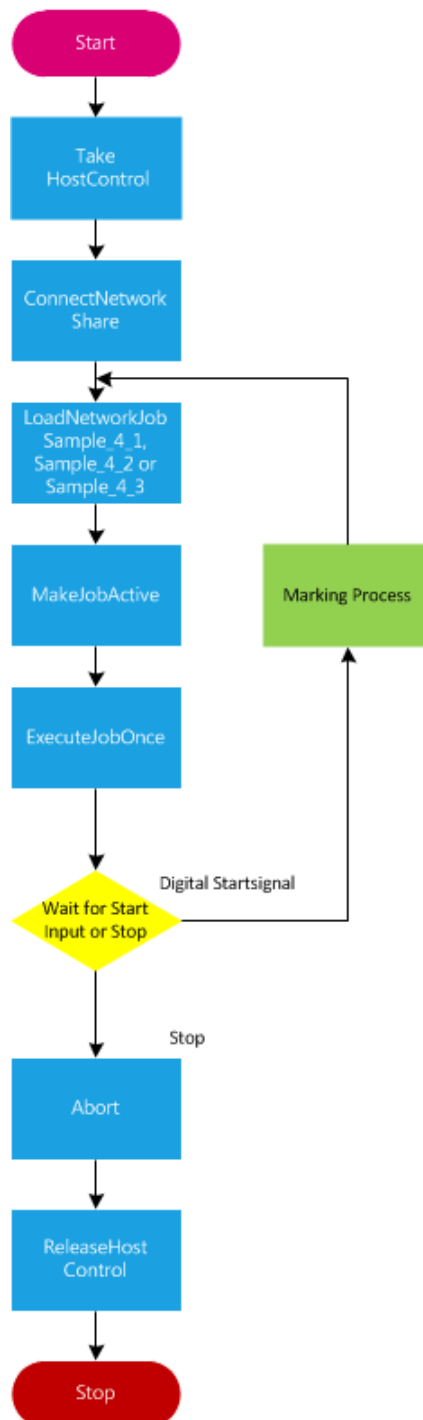 Start
Take
HostControl
ConnectNetwork
Share
LoadNetworkJob
Sample_4_1,
Sample_4_2 or
Sample_4_3
MakeJobActive
Marking Process
ExecuteJobOnce
Digital Startsignal
Wait for Start
Input or Stop
Stop
Abort
ReleaseHost
Control
Stop